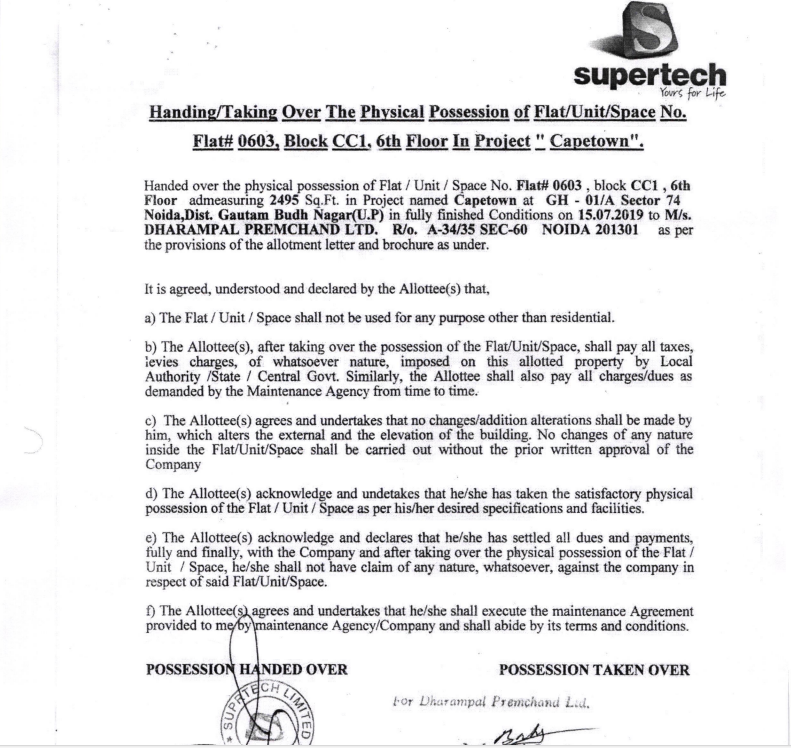 supertech
Yours for Life
Handing/Taking Over The Physical Possession of Flat/Unit/Space No.
Flat# 0603, Block CC1, 6th Floor In Project " Capetown".
Handed over the physical possession of Flat / Unit / Space No. Flat# 0603 , block CC1 , 6th
Floor admeasuring 2495 Sq.Ft. in Project named Capetown at GH - 01/A Sector 74
Noida,Dist. Gautam Budh Nagar(U.P) in fully finished Conditions on 15.07.2019 to M/s.
DHARAMPAL PREMCHAND LTD. R/o. A-34/35 SEC-60 NOIDA 201301 as per
the provisions of the allotment letter and brochure as under.
It is agreed, understood and declared by the Allottee(s) that,
a) The Flat / Unit / Space shall not be used for any purpose other than residential.
b) The Allottee(s), after taking over the possession of the Flat/Unit/Space, shall pay all taxes,
levies charges, of whatsoever nature, imposed on this allotted property by Local
Authority /State / Central Govt. Similarly, the Allottee shall also pay all charges/dues as
demanded by the Maintenance Agency from time to time.
c) The Allottee(s) agrees and undertakes that no changes/addition alterations shall be made by
him, which alters the external and the elevation of the building. No changes of any nature
inside the Flat/Unit/Space shall be carried out without the prior written approval of the
Company
d) The Allottee(s) acknowledge and undetakes that he/she has taken the satisfactory physical
possession of the Flat / Unit / Space as per his/her desired specifications and facilities.
e) The Allottee(s) acknowledge and declares that he/she has settled all dues and payments,
fully and finally, with the Company and after taking over the physical possession of the Flat /
Unit / Space, he/she shall not have claim of any nature, whatsoever, against the company in
respect of said Flat/Unit/Space.
f) The Allottee(s) agrees and undertakes that he/she shall execute the maintenance Agreement
provided to me by maintenance Agency/Company and shall abide by its terms and conditions.
POSSESSION HANDED OVER
POSSESSION TAKEN OVER
SUPRTECH LIMITED
For Dharampal Premchand Ltd.